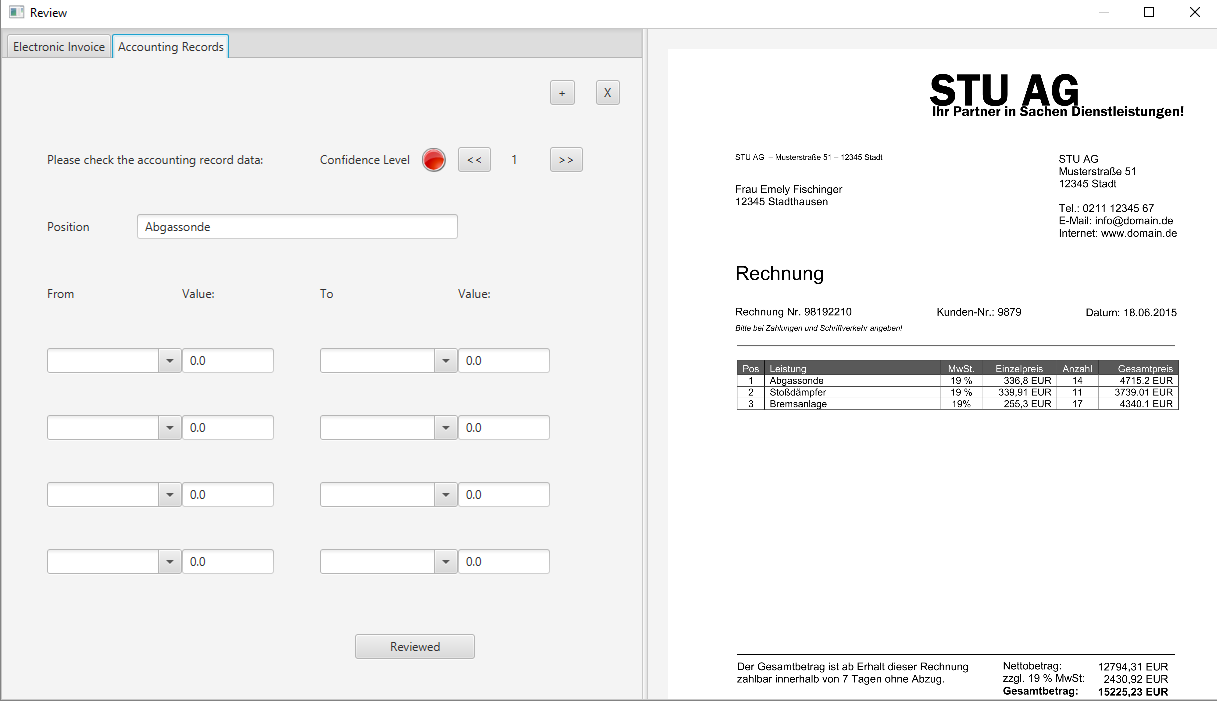 Review
Electronic Invoice Accounting Records
+ X
Please check the accounting record data: Confidence Level << 1 >>
Position Abgassonde
From Value: To Value:
0.0 0.0
0.0 0.0
0.0 0.0
0.0 0.0
Reviewed
STU AG
Ihr Partner in Sachen Dienstleistungen!
STU AG – Musterstraße 51 – 12345 Stadt
Frau Emely Fischinger
12345 Stadthausen
STU AG
Musterstraße 51
12345 Stadt
Tel.: 0211 12345 67
E-Mail: info@domain.de
Internet: www.domain.de
Rechnung
Rechnung Nr. 98192210 Kunden-Nr.: 9879 Datum: 18.06.2015
Bitte bei Zahlungen und Schriftverkehr angeben!
Pos Leistung MwSt. Einzelpreis Anzahl Gesamtpreis
1 Abgassonde 19 % 336,8 EUR 14 4715.2 EUR
2 Stoßdämpfer 19 % 339,91 EUR 11 3739.01 EUR
3 Bremsanlage 19% 255,3 EUR 17 4340.1 EUR
Der Gesamtbetrag ist ab Erhalt dieser Rechnung
zahlbar innerhalb von 7 Tagen ohne Abzug.
Nettobetrag: 12794,31 EUR
zzgl. 19 % MwSt: 2430,92 EUR
Gesamtbetrag: 15225,23 EUR